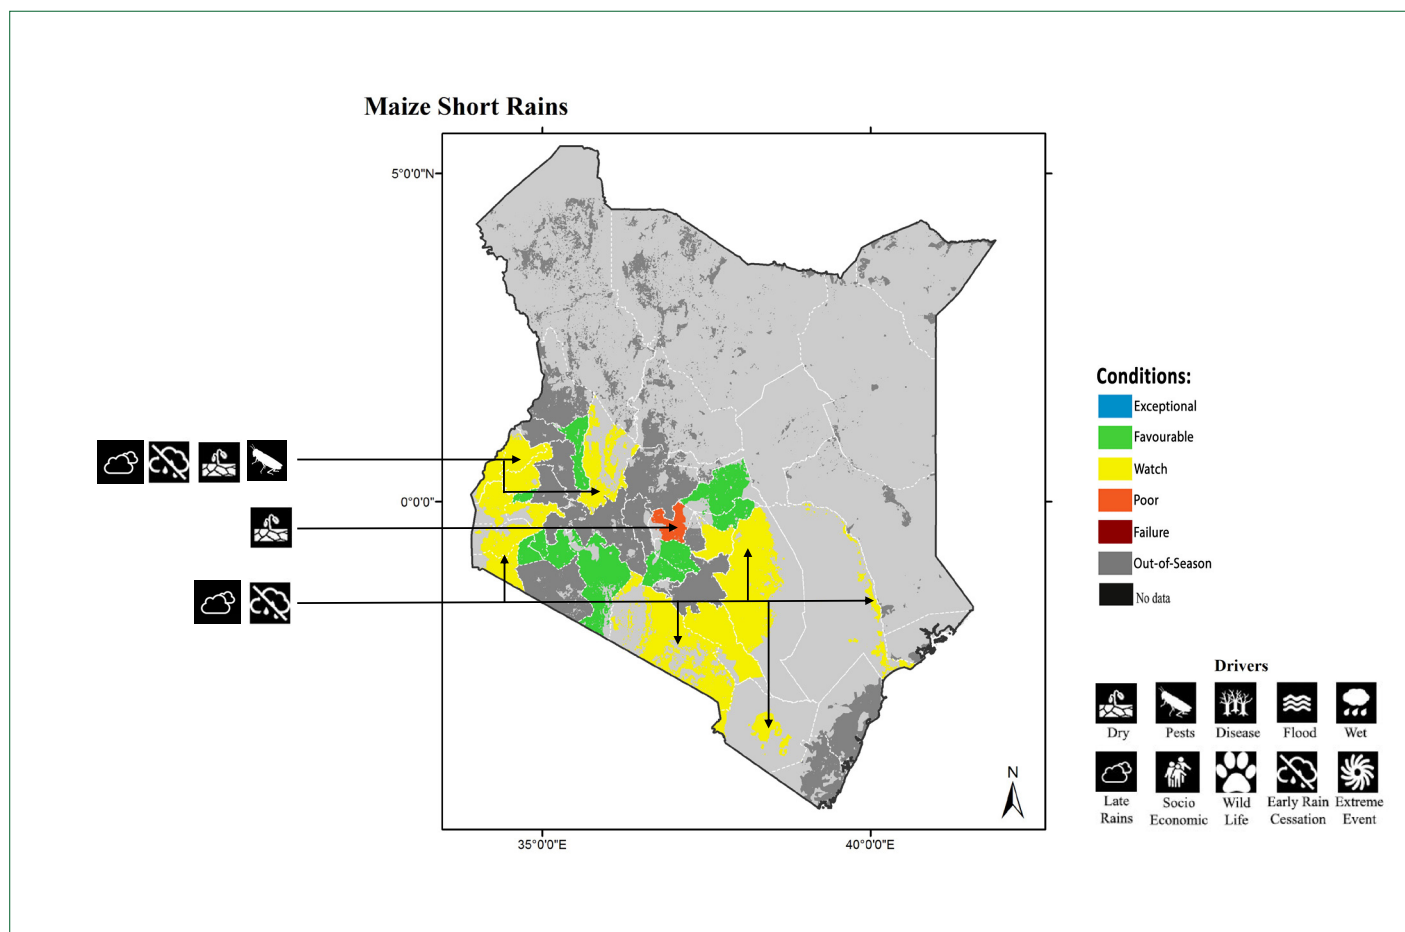 Maize Short Rains
5°0'0"N
0°0'0"
35°0'0"E
40°0'0"E
N
Conditions:
Exceptional
Favourable
Watch
Poor
Failure
Out-of-Season
No data
Drivers
Dry
Pests
Disease
Flood
Wet
Late
Rains
Socio
Economic
Wild
Life
Early Rain
Cessation
Extreme
Event